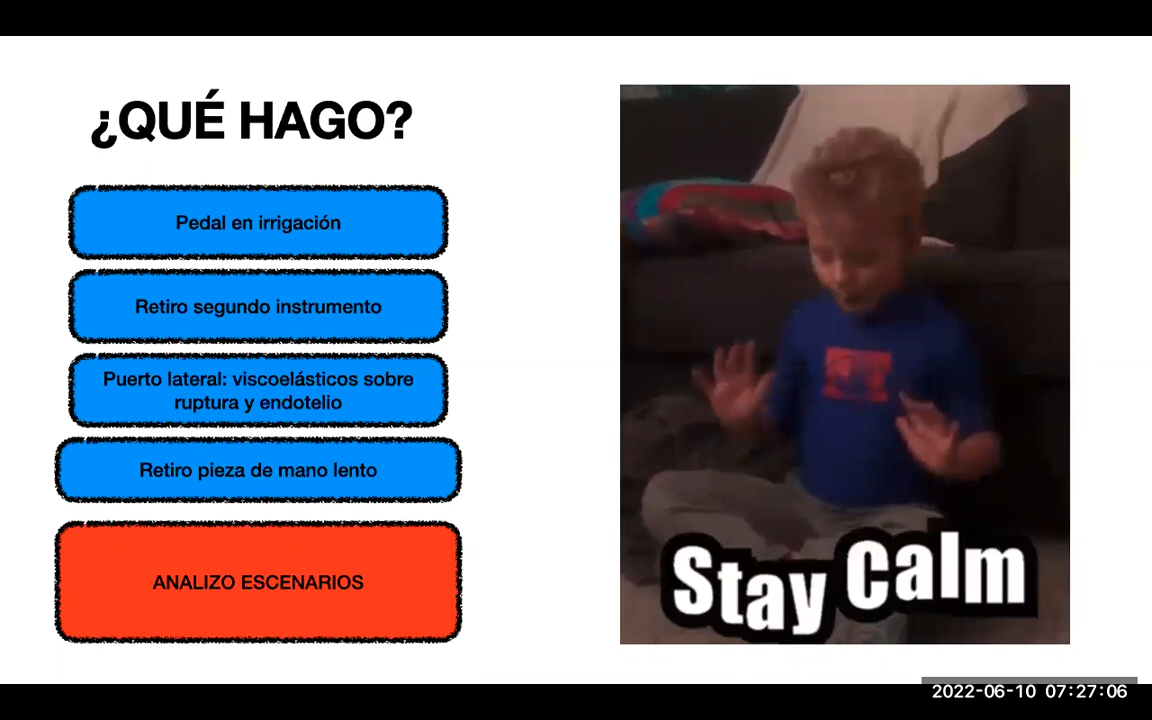 ¿QUÉ HAGO?
Pedal en irrigación
Retiro segundo instrumento
Puerto lateral: viscoelásticos sobre
ruptura y endotelio
Retiro pieza de mano lento
ANALIZO ESCENARIOS
Stay Calm
2022-06-10 07:27:06